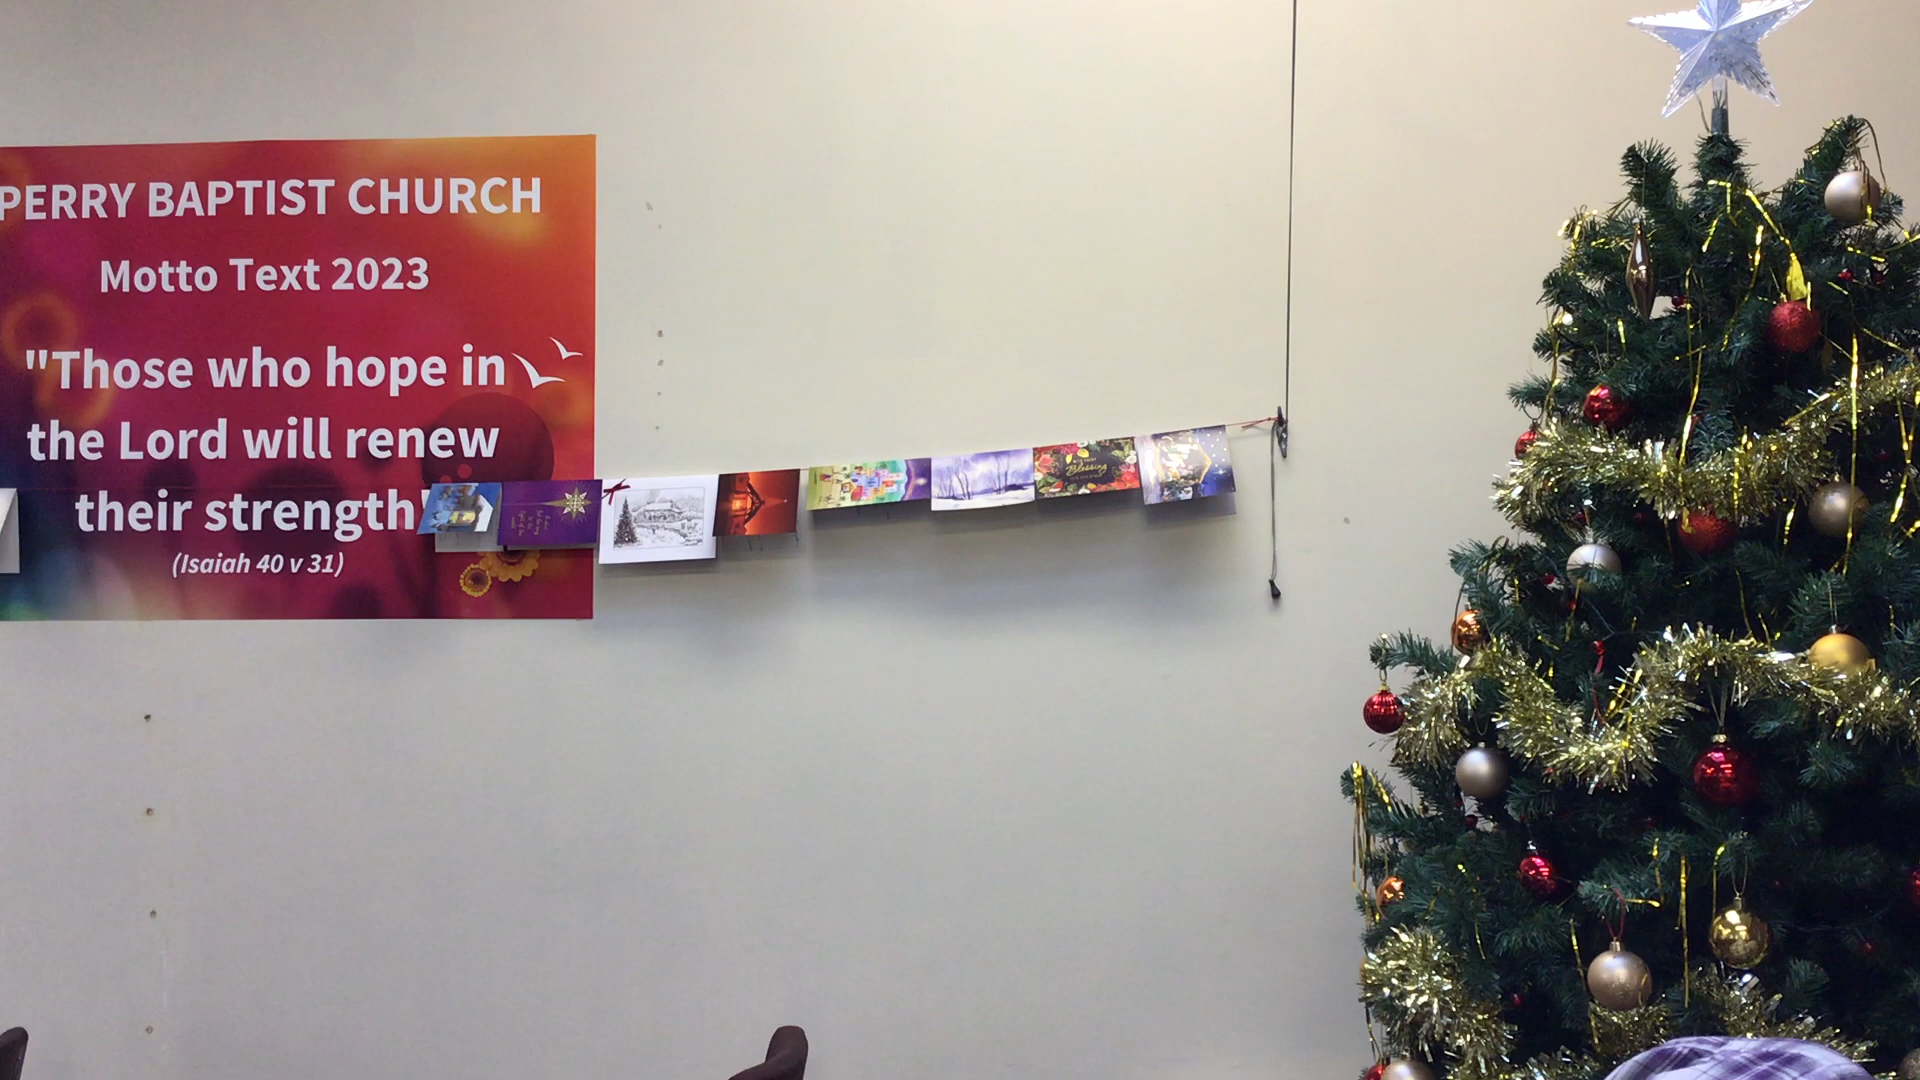 PERRY BAPTIST CHURCH
Motto Text 2023
"Those who hope in
the Lord will renew
their strength"
(Isaiah 40 v 31)
Blessing